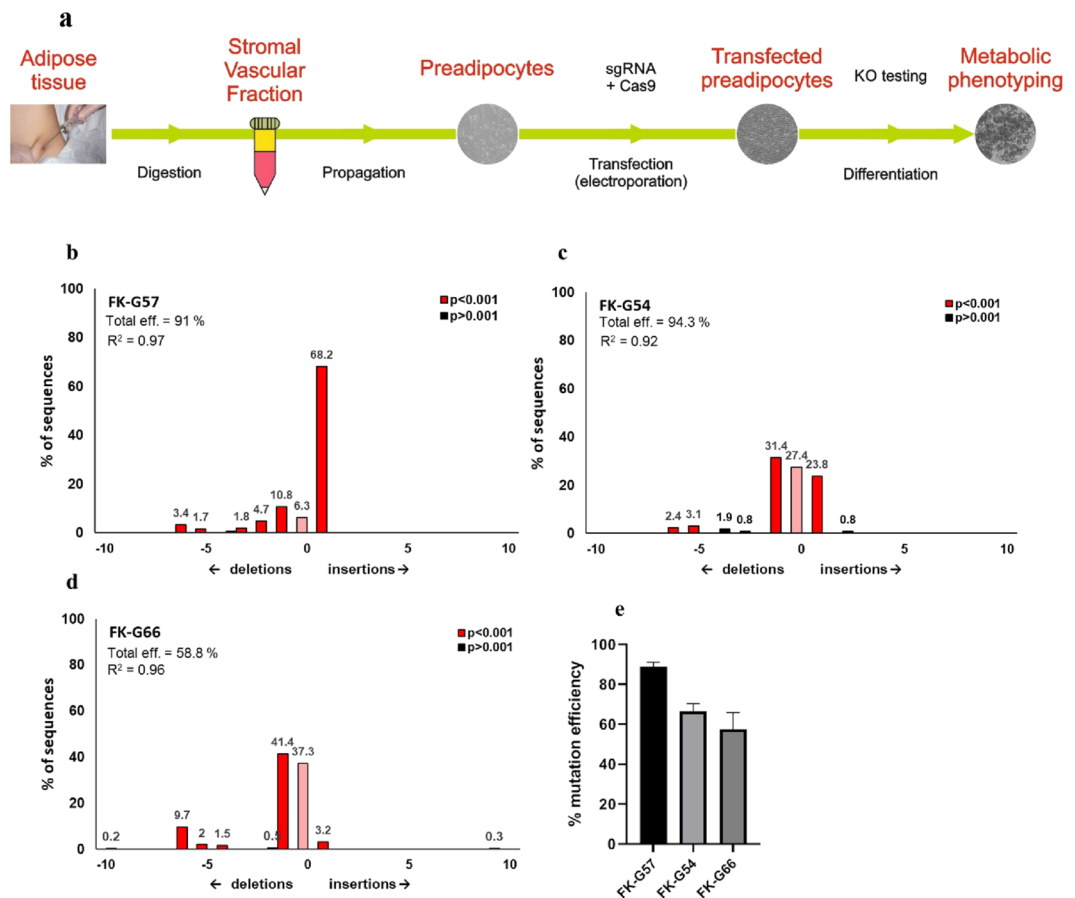 a
Adipose
tissue
Stromal
Vascular
Fraction
Preadipocytes
sgRNA
+ Cas9
Transfected
preadipocytes
KO testing
Metabolic
phenotyping
Digestion
Propagation
Transfection
(electroporation)
Differentiation
b
FK-G57
Total eff. = 91 %
R² = 0.97
p<0.001
p>0.001
% of sequences
100
80
60
40
20
0
3.4
1.7
1.8
4.7
10.8
6.3
68.2
-10
-5
0
5
10
← deletions
insertions →
c
FK-G54
Total eff. = 94.3 %
R² = 0.92
p<0.001
p>0.001
% of sequences
100
80
60
40
20
0
2.4
3.1
1.9
0.8
31.4
27.4
23.8
0.8
-10
-5
0
5
10
← deletions
insertions →
d
FK-G66
Total eff. = 58.8 %
R² = 0.96
p<0.001
p>0.001
% of sequences
100
80
60
40
20
0
0.2
9.7
2
1.5
0.5
41.4
37.3
3.2
0.3
-10
-5
0
5
10
← deletions
insertions →
e
% mutation efficiency
100
80
60
40
20
0
FK-G57
FK-G54
FK-G66